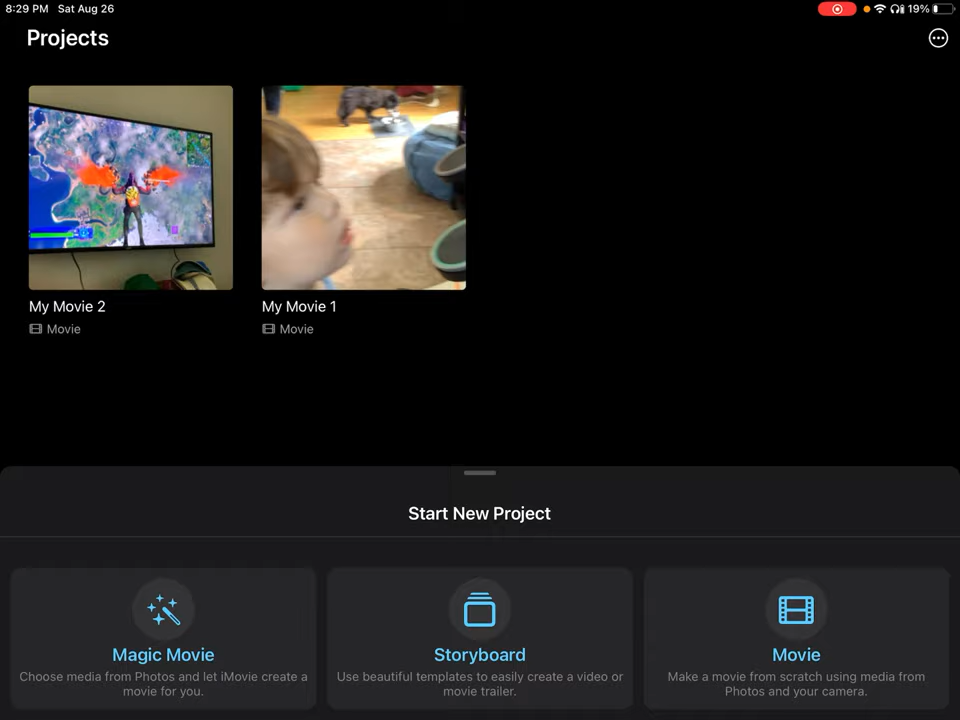 8:29 PM Sat Aug 26
19%
Projects
My Movie 2
Movie
My Movie 1
Movie
Start New Project
Magic Movie
Choose media from Photos and let iMovie create a
movie for you.
Storyboard
Use beautiful templates to easily create a video or
movie trailer.
Movie
Make a movie from scratch using media from
Photos and your camera.